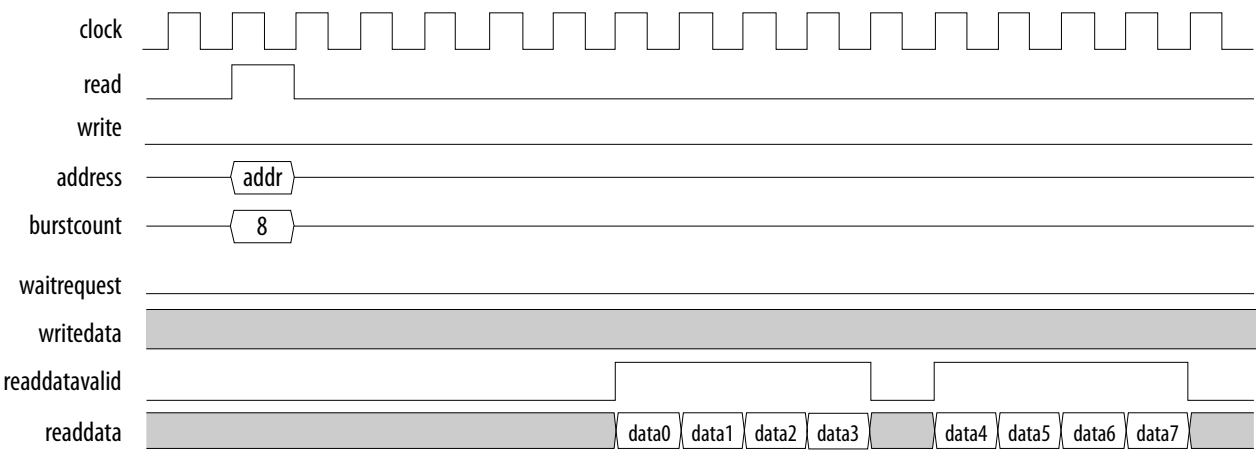 clock
read
write
address addr
burstcount 8
waitrequest
writedata
readdatavalid
readdata data0 data1 data2 data3 data4 data5 data6 data7